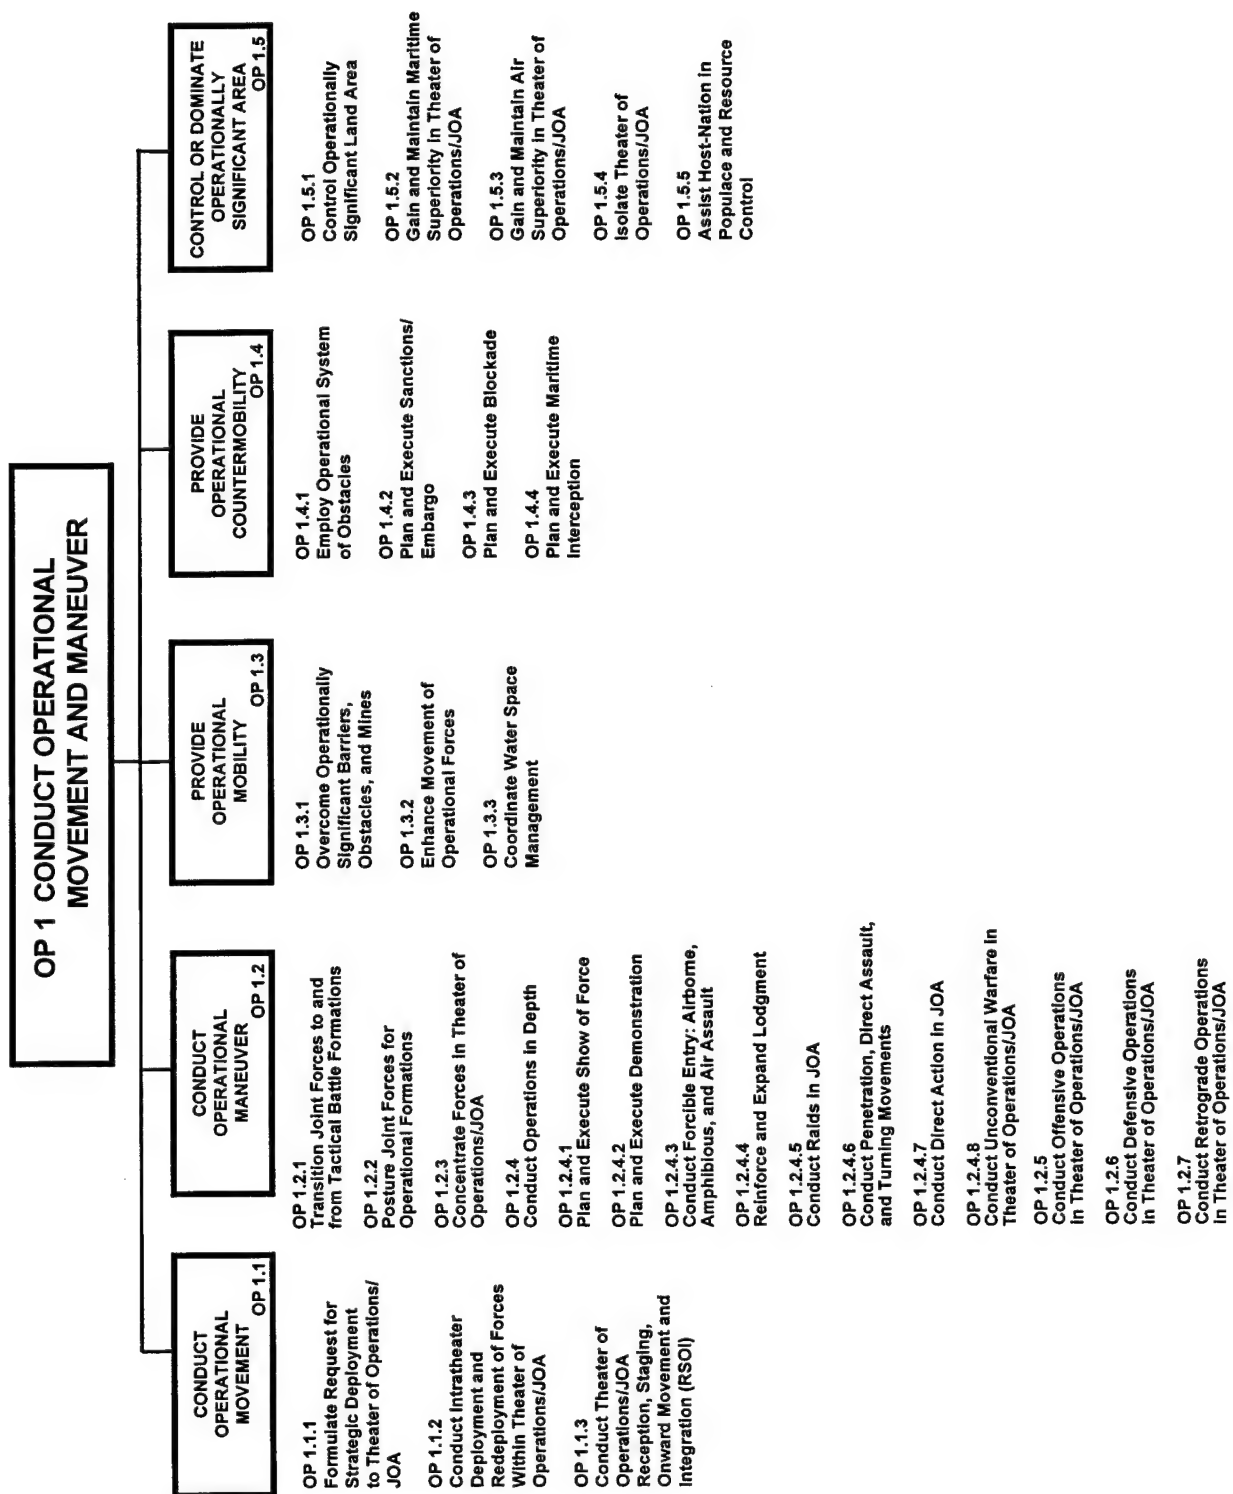 OP 1 CONDUCT OPERATIONAL
MOVEMENT AND MANEUVER
CONDUCT
OPERATIONAL
MOVEMENT
OP 1.1
OP 1.1.1
Formulate Request for
Strategic Deployment
to Theater of Operations/
JOA
OP 1.1.2
Conduct Intratheater
Deployment and
Redeployment of Forces
Within Theater of
Operations/JOA
OP 1.1.3
Conduct Theater of
Operations/JOA
Reception, Staging,
Onward Movement and
Integration (RSOI)
CONDUCT
OPERATIONAL
MANEUVER
OP 1.2
OP 1.2.1
Transition Joint Forces to and
from Tactical Battle Formations
OP 1.2.2
Posture Joint Forces for
Operational Formations
OP 1.2.3
Concentrate Forces in Theater of
Operations/JOA
OP 1.2.4
Conduct Operations in Depth
OP 1.2.4.1
Plan and Execute Show of Force
OP 1.2.4.2
Plan and Execute Demonstration
OP 1.2.4.3
Conduct Forcible Entry: Airborne,
Amphibious, and Air Assault
OP 1.2.4.4
Reinforce and Expand Lodgment
OP 1.2.4.5
Conduct Raids in JOA
OP 1.2.4.6
Conduct Penetration, Direct Assault,
and Turning Movements
OP 1.2.4.7
Conduct Direct Action in JOA
OP 1.2.4.8
Conduct Unconventional Warfare in
Theater of Operations/JOA
OP 1.2.5
Conduct Offensive Operations
in Theater of Operations/JOA
OP 1.2.6
Conduct Defensive Operations
in Theater of Operations/JOA
OP 1.2.7
Conduct Retrograde Operations
in Theater of Operations/JOA
PROVIDE
OPERATIONAL
MOBILITY
OP 1.3
OP 1.3.1
Overcome Operationally
Significant Barriers,
Obstacles, and Mines
OP 1.3.2
Enhance Movement of
Operational Forces
OP 1.3.3
Coordinate Water Space
Management
PROVIDE
OPERATIONAL
COUNTERMOBILITY
OP 1.4
OP 1.4.1
Employ Operational System
of Obstacles
OP 1.4.2
Plan and Execute Sanctions/
Embargo
OP 1.4.3
Plan and Execute Blockade
OP 1.4.4
Plan and Execute Maritime
Interception
CONTROL OR DOMINATE
OPERATIONALLY
SIGNIFICANT AREA
OP 1.5
OP 1.5.1
Control Operationally
Significant Land Area
OP 1.5.2
Gain and Maintain Maritime
Superiority in Theater of
Operations/JOA
OP 1.5.3
Gain and Maintain Air
Superiority in Theater of
Operations/JOA
OP 1.5.4
Isolate Theater of
Operations/JOA
OP 1.5.5
Assist Host-Nation in
Populace and Resource
Control